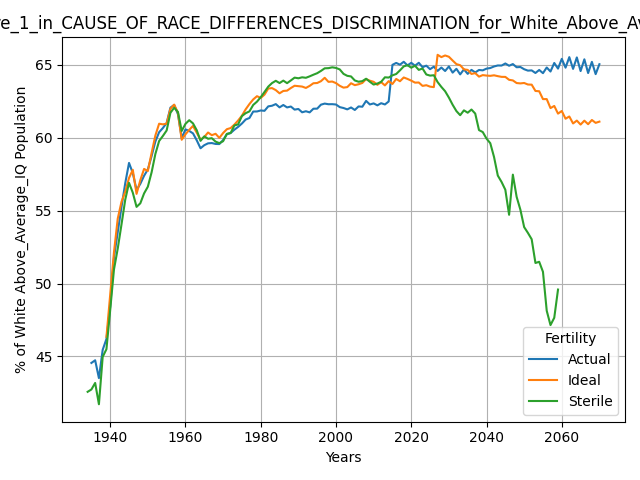 re_1_in_CAUSE_OF_RACE_DIFFERENCES_DISCRIMINATION_for_White_Above_Av
65
60
55
50
45
% of White Above_Average_IQ Population
Fertility
Actual
Ideal
Sterile
1940 1960 1980 2000 2020 2040 2060
Years